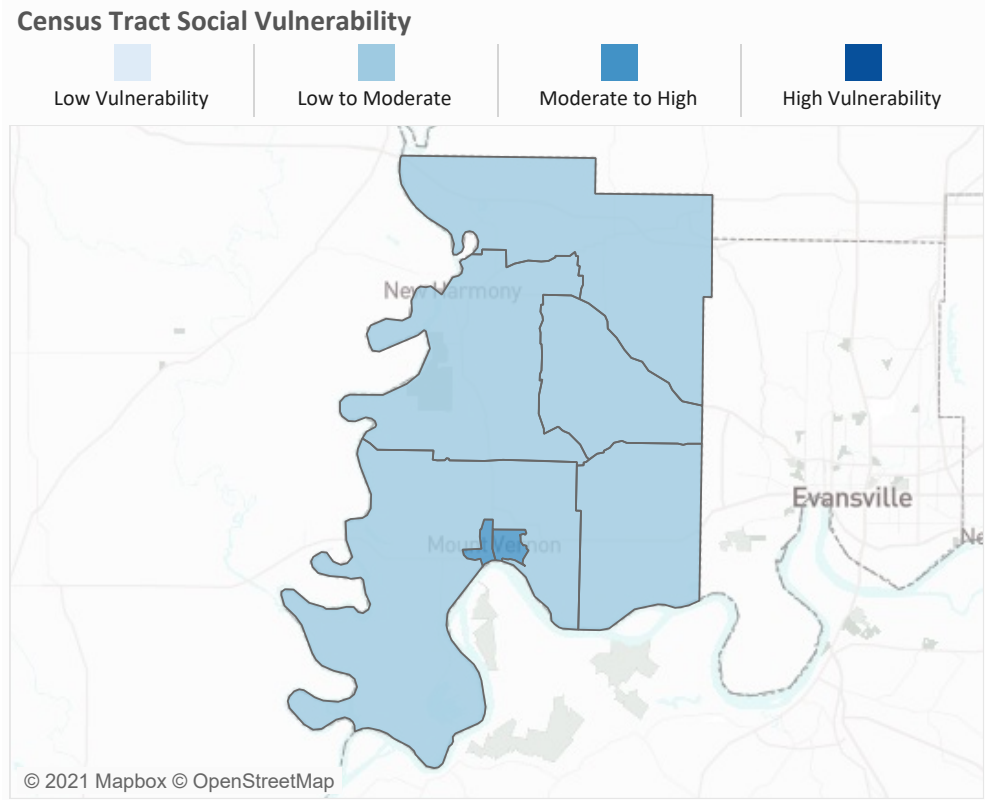 Census Tract Social Vulnerability
Low Vulnerability
Low to Moderate
Moderate to High
High Vulnerability
New Harmony
Evansville
Mount Vernon
© 2021 Mapbox © OpenStreetMap